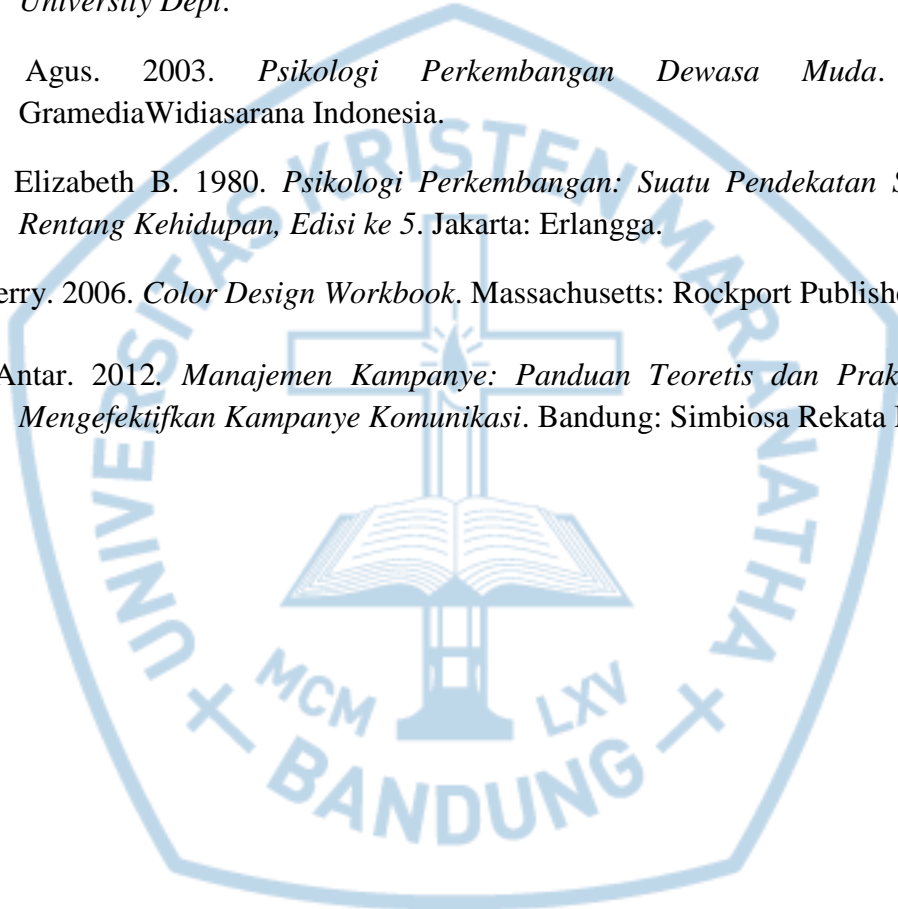 University Dept.
Agus. 2003. Psikologi Perkembangan Dewasa Muda.
GramediaWidiasarana Indonesia.
Elizabeth B. 1980. Psikologi Perkembangan: Suatu Pendekatan
Rentang Kehidupan, Edisi ke 5. Jakarta: Erlangga.
erry. 2006. Color Design Workbook. Massachusetts: Rockport
Antar. 2012. Manajemen Kampanye: Panduan Teoretis dan
Mengefektifkan Kampanye Komunikasi. Bandung: Simbiosa Rekata
UNIVERSITAS KRISTEN MARANATHA
MCM LXV
BANDUNG